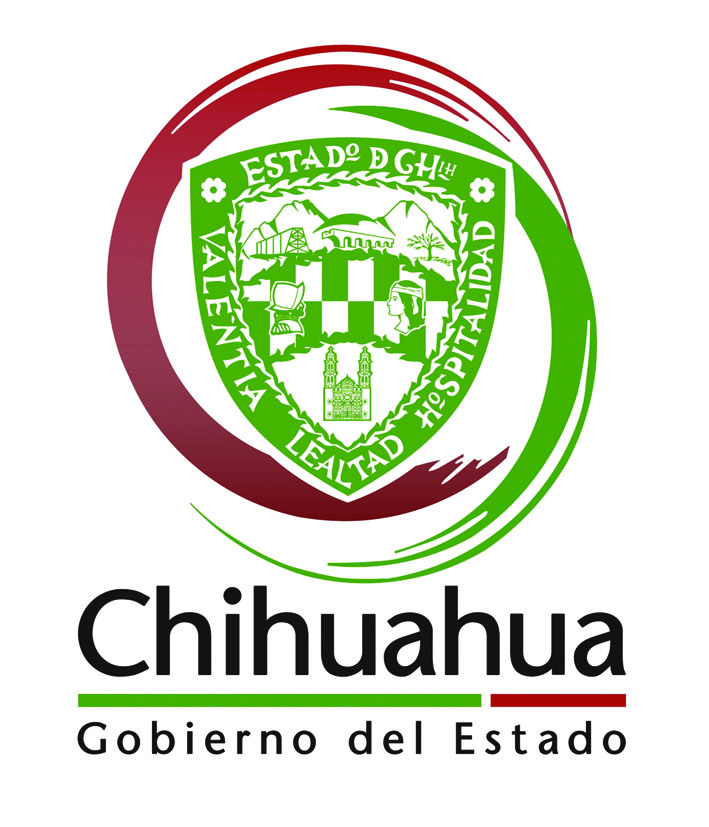 ESTADO D CHIH
VALENTIA
LEALTAD
HOSPITALIDAD
Chihuahua
Gobierno del Estado